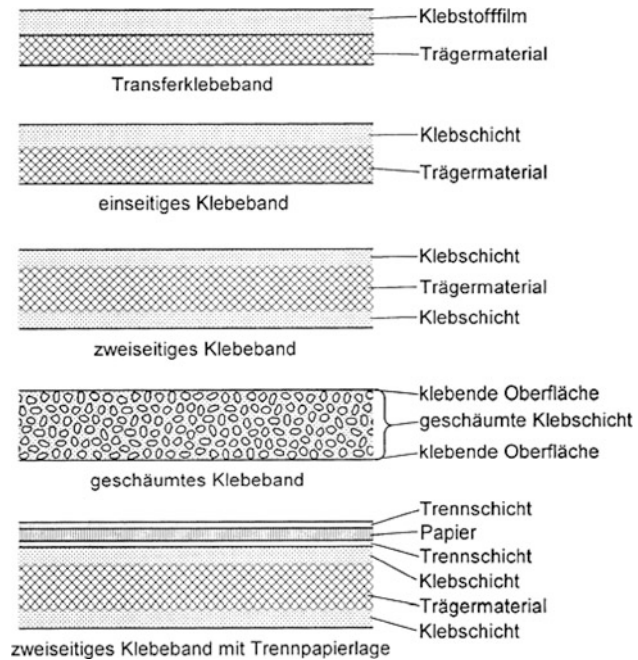 Klebstofffilm
Trägermaterial
Transferklebeband
Klebschicht
Trägermaterial
einseitiges Klebeband
Klebschicht
Trägermaterial
Klebschicht
zweiseitiges Klebeband
klebende Oberfläche
geschäumte Klebschicht
klebende Oberfläche
geschäumtes Klebeband
Trennschicht
Papier
Trennschicht
Klebschicht
Trägermaterial
Klebschicht
zweiseitiges Klebeband mit Trennpapierlage